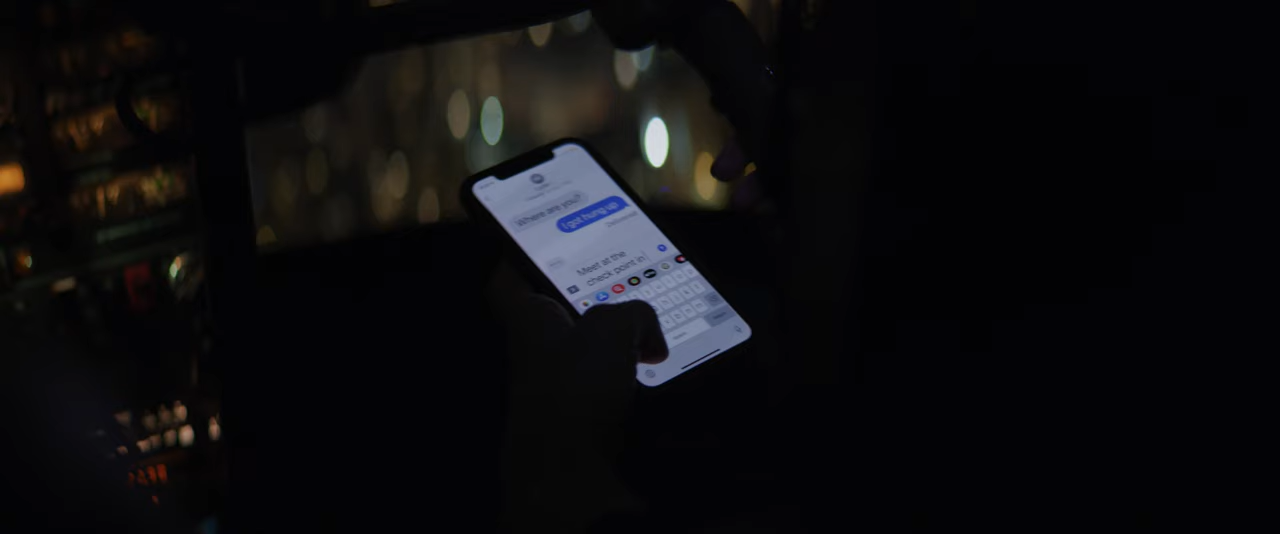 Where are you?
I got hung up
Delivered
Meet at the
check point in